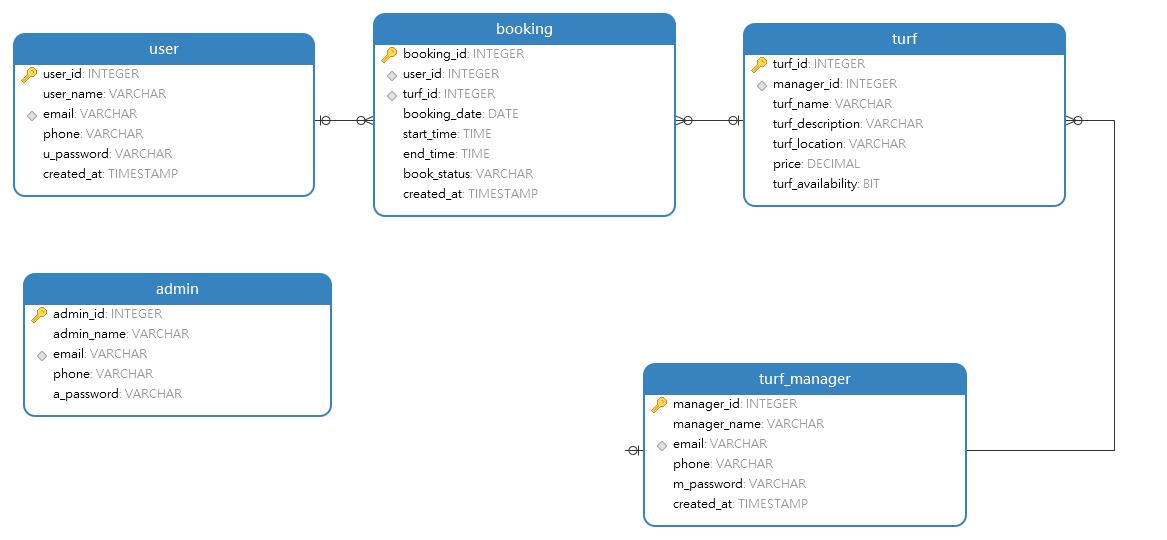 user
user_id: INTEGER
user_name: VARCHAR
email: VARCHAR
phone: VARCHAR
u_password: VARCHAR
created_at: TIMESTAMP
booking
booking_id: INTEGER
user_id: INTEGER
turf_id: INTEGER
booking_date: DATE
start_time: TIME
end_time: TIME
book_status: VARCHAR
created_at: TIMESTAMP
turf
turf_id: INTEGER
manager_id: INTEGER
turf_name: VARCHAR
turf_description: VARCHAR
turf_location: VARCHAR
price: DECIMAL
turf_availability: BIT
admin
admin_id: INTEGER
admin_name: VARCHAR
email: VARCHAR
phone: VARCHAR
a_password: VARCHAR
turf_manager
manager_id: INTEGER
manager_name: VARCHAR
email: VARCHAR
phone: VARCHAR
m_password: VARCHAR
created_at: TIMESTAMP